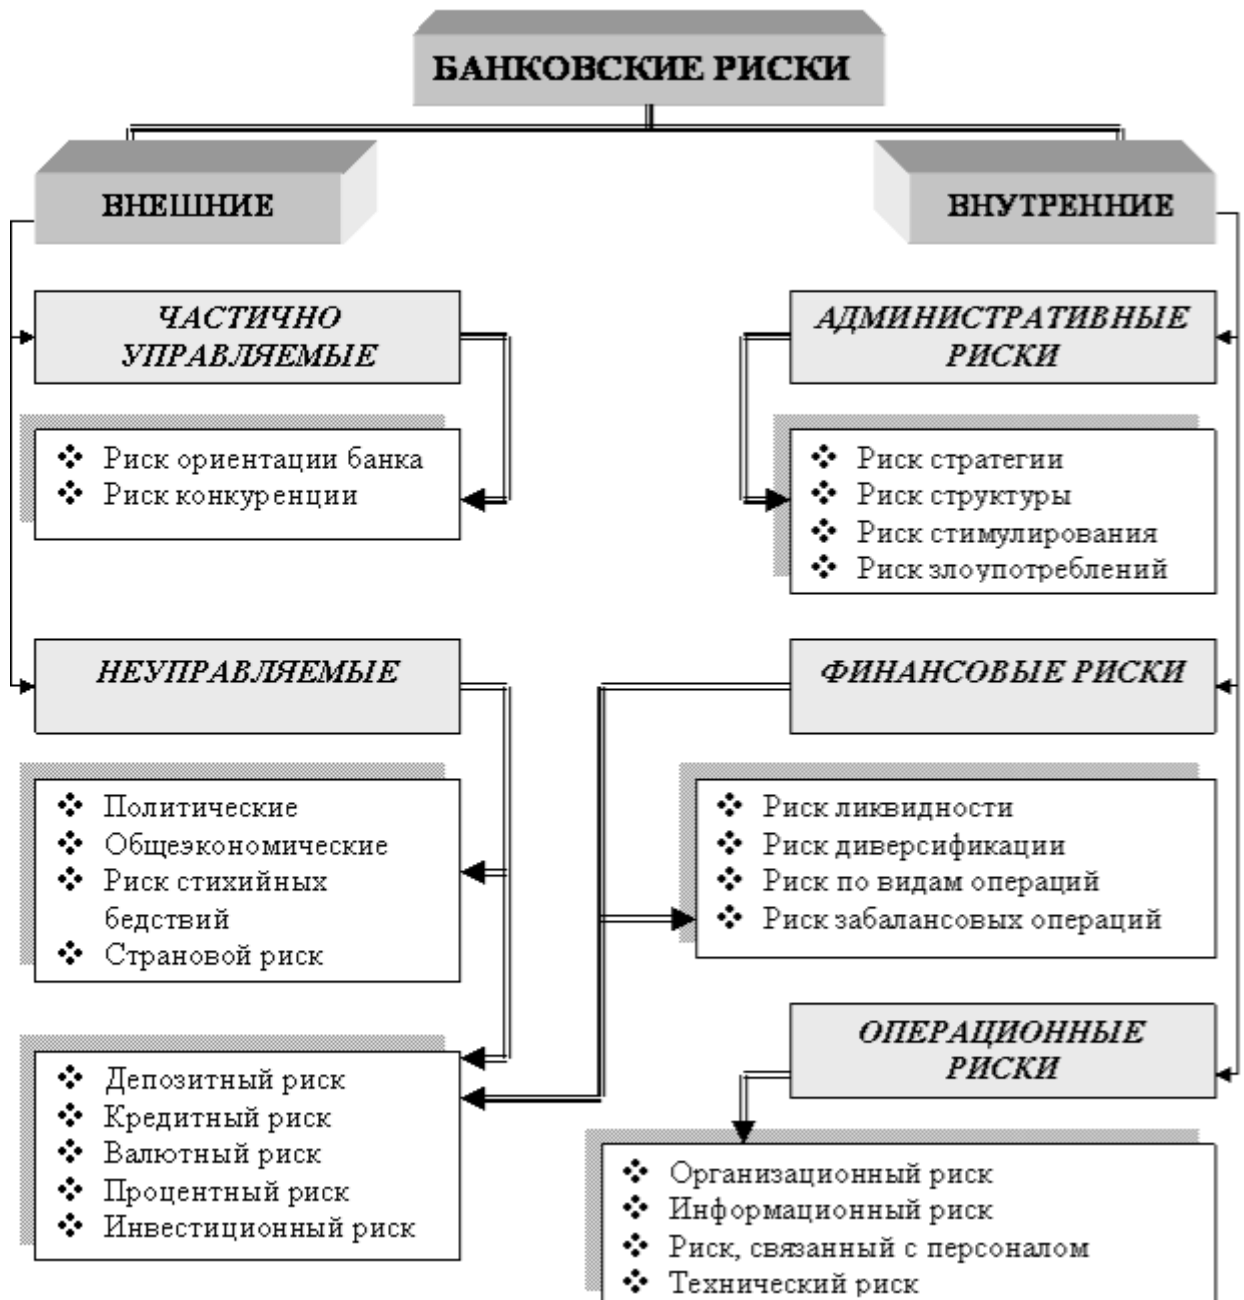 БАНКОВСКИЕ РИСКИ
ВНЕШНИЕ
ВНУТРЕННИЕ
ЧАСТИЧНО
УПРАВЛЯЕМЫЕ
Риск ориентации банка
Риск конкуренции
НЕУПРАВЛЯЕМЫЕ
Политические
Общеэкономические
Риск стихийных
бедствий
Страновой риск
Депозитный риск
Кредитный риск
Валютный риск
Процентный риск
Инвестиционный риск
АДМИНИСТРАТИВНЫЕ
РИСКИ
Риск стратегии
Риск структуры
Риск стимулирования
Риск злоупотреблений
ФИНАНСОВЫЕ РИСКИ
Риск ликвидности
Риск диверсификации
Риск по видам операций
Риск забалансовых операций
ОПЕРАЦИОННЫЕ
РИСКИ
Организационный риск
Информационный риск
Риск, связанный с персоналом
Технический риск